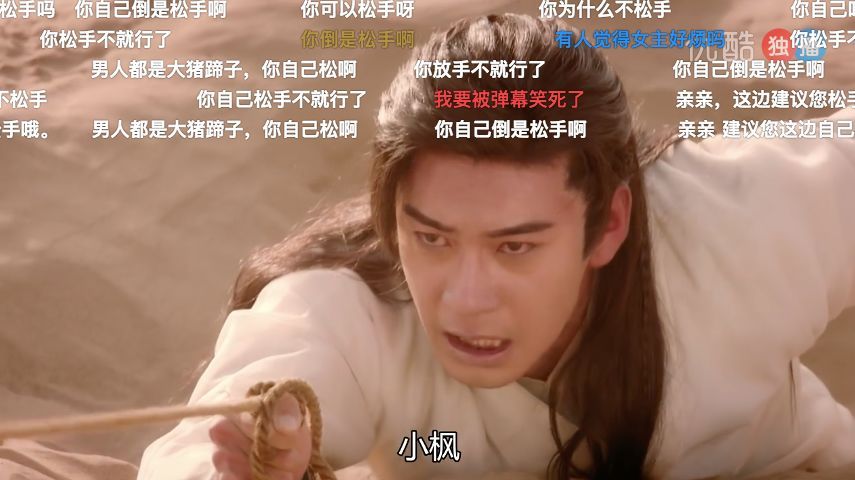 松手吗 你自己倒是松手啊 你可以松手呀 你为什么不松手 你自己
你松手不就行了 你倒是松手啊 有人觉得女主好烦吗 你松手不 优酷 独播
男人都是大猪蹄子，你自己松啊 你放手不就行了 你自己倒是松手啊
不松手 你自己松手不就行了 我要被弹幕笑死了 亲亲，这边建议您松手
手哦。 男人都是大猪蹄子，你自己松啊 你自己倒是松手啊 亲亲 建议您这边自己
小枫